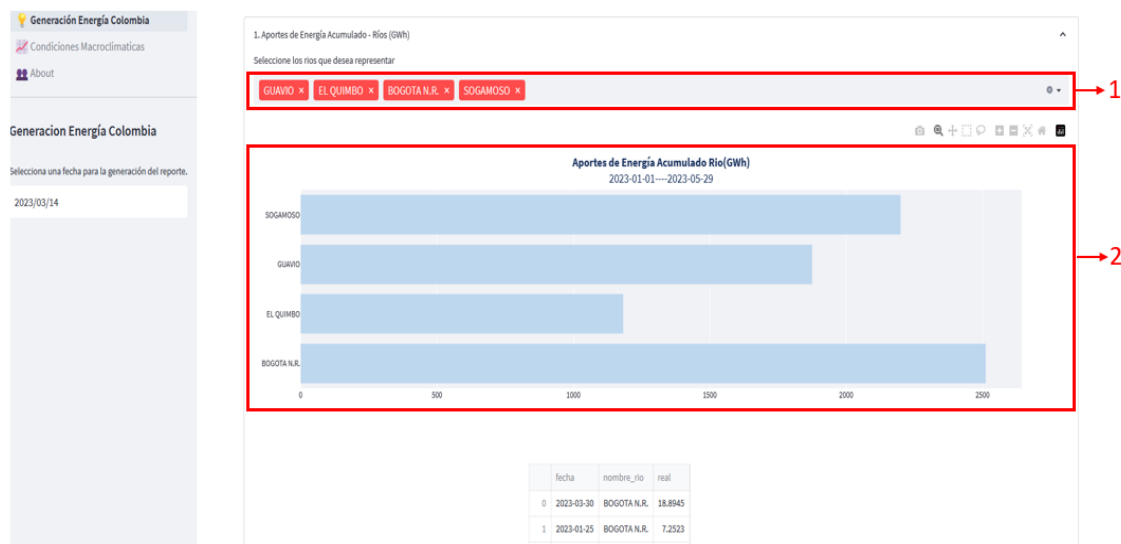 Generación Energía Colombia
Condiciones Macroclimaticas
About
Generacion Energía Colombia
Selecciona una fecha para la generación del reporte.
2023/03/14
1. Aportes de Energía Acumulado - Ríos (GWh)
Seleccione los rios que desea representar
GUAVIO × EL QUIMBO × BOGOTA N.R. × SOGAMOSO ×
1
Aportes de Energía Acumulado Rio(GWh)
2023-01-01----2023-05-29
SOGAMOSO
GUAVIO
EL QUIMBO
BOGOTA N.R.
0 500 1000 1500 2000 2500
2
fecha nombre_rio real
0 2023-03-30 BOGOTA N.R. 18.8945
1 2023-01-25 BOGOTA N.R. 7.2523